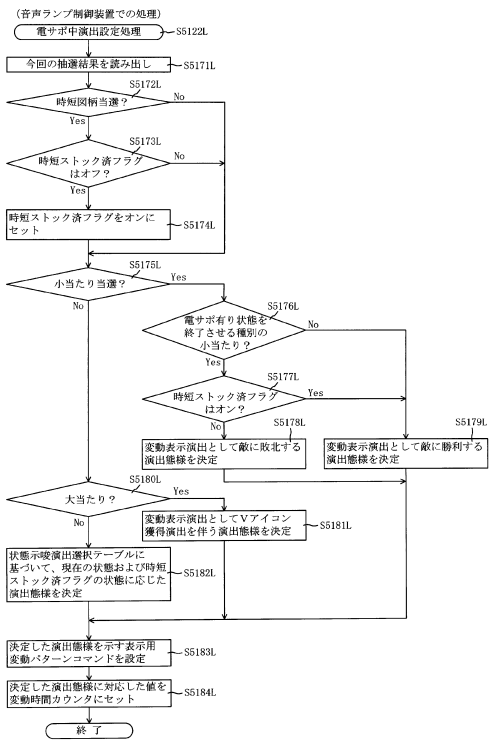 (音声ランプ制御装置での処理)
電サポ中演出設定処理
S5122L
今回の抽選結果を読み出し
S5171L
S5172L
時短図柄当選?
No
Yes
S5173L
時短ストック済フラグ
はオフ?
No
Yes
時短ストック済フラグをオンに
セット
S5174L
S5175L
小当たり当選?
Yes
No
S5176L
電サポ有り状態を
終了させる種別の
小当たり?
No
Yes
S5177L
時短ストック済フラグ
はオン?
Yes
No
S5178L
変動表示演出として敵に敗北する
演出態様を決定
S5179L
変動表示演出として敵に勝利する
演出態様を決定
S5180L
大当たり?
Yes
No
変動表示演出としてVアイコン
獲得演出を伴う演出態様を決定
S5181L
状態示唆演出選択テーブルに
基づいて、現在の状態および時短
ストック済フラグの状態に応じた
演出態様を決定
S5182L
決定した演出態様を示す表示用
変動パターンコマンドを設定
S5183L
決定した演出態様に対応した値を
変動時間カウンタにセット
S5184L
終了